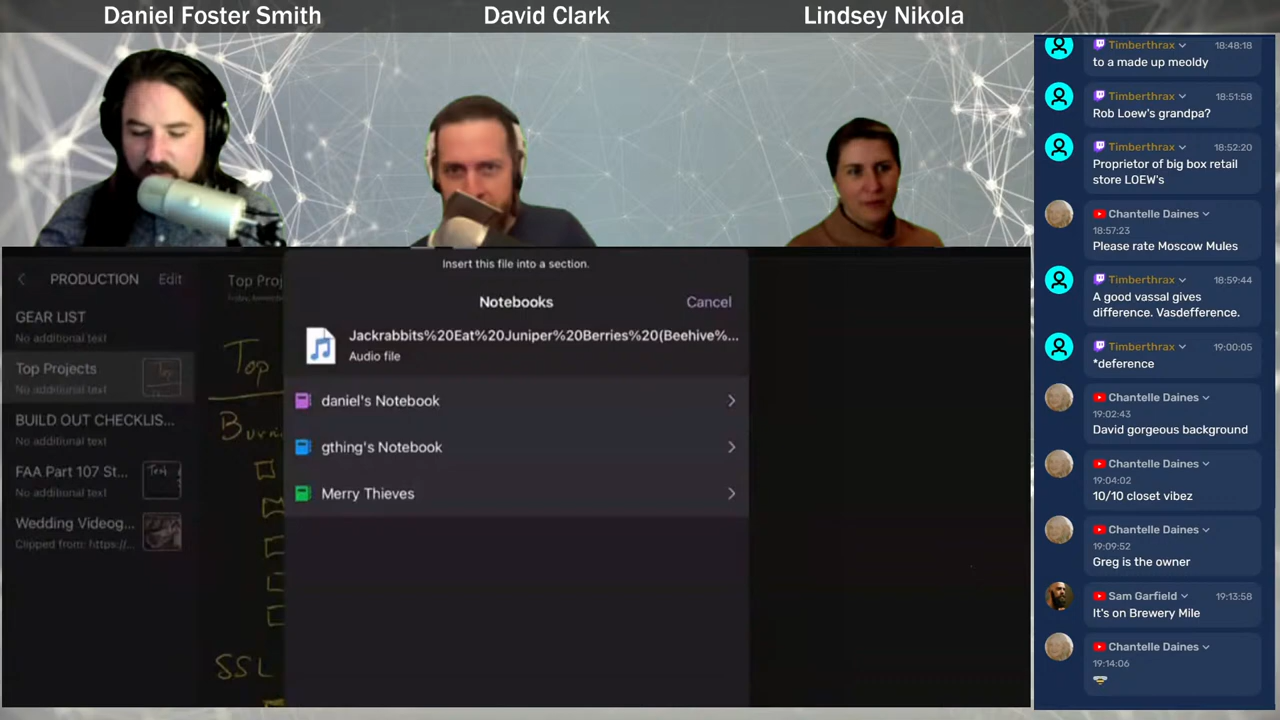 Daniel Foster Smith
David Clark
Lindsey Nikola
PRODUCTION
Edit
GEAR LIST
No additional text
Top Projects
No additional text
BUILD OUT CHECKLIS...
No additional text
FAA Part 107 St...
No additional text
Wedding Videog...
Clipped from: https://...
Top Proj
Top
SSL
Insert this file into a section.
Notebooks
Cancel
Jackrabbits%20Eat%20Juniper%20Berries%20(Beehive%...
Audio file
daniel's Notebook
gthing's Notebook
Merry Thieves
Timberthrax 18:48:18
to a made up meoldy
Timberthrax 18:51:58
Rob Loew's grandpa?
Timberthrax 18:52:20
Proprietor of big box retail
store LOEW's
Chantelle Daines
18:57:23
Please rate Moscow Mules
Timberthrax 18:59:44
A good vassal gives
difference. Vasdefference.
Timberthrax 19:00:05
*deference
Chantelle Daines
19:02:43
David gorgeous background
Chantelle Daines
19:04:02
10/10 closet vibez
Chantelle Daines
19:09:52
Greg is the owner
Sam Garfield 19:13:58
It's on Brewery Mile
Chantelle Daines
19:14:06